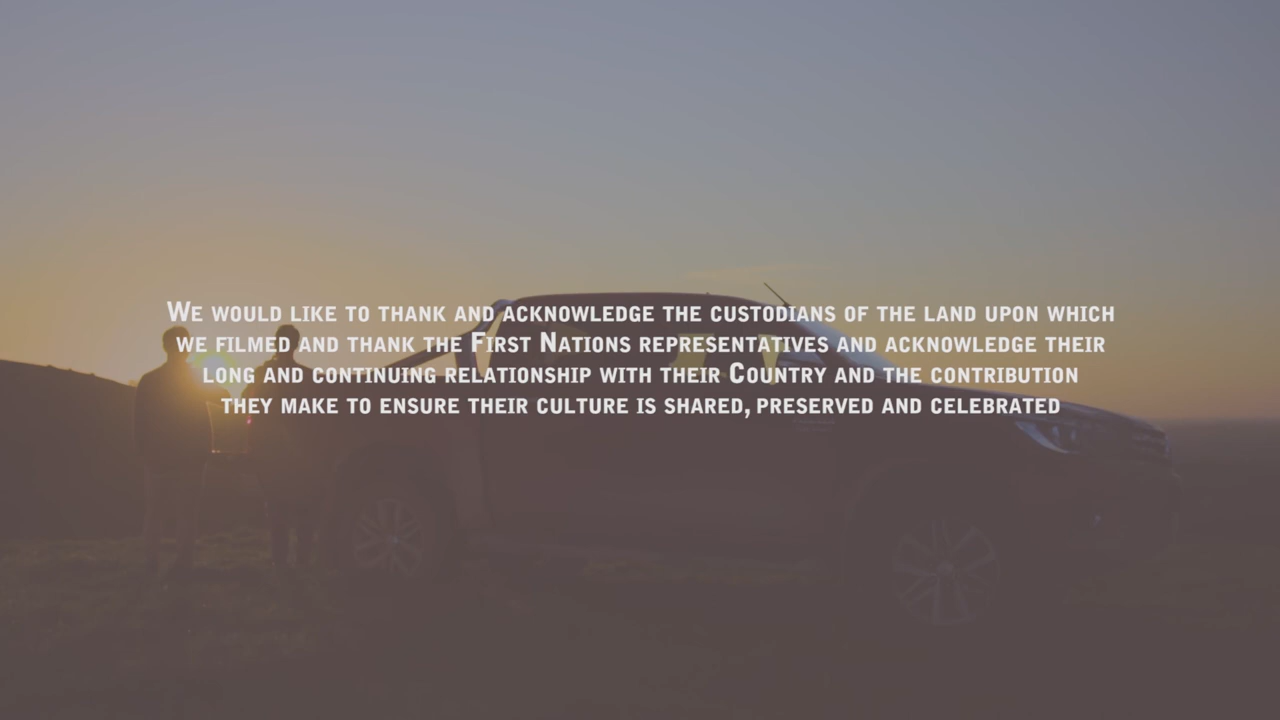 We would like to thank and acknowledge the custodians of the land upon which
we filmed and thank the First Nations representatives and acknowledge their
long and continuing relationship with their Country and the contribution
they make to ensure their culture is shared, preserved and celebrated